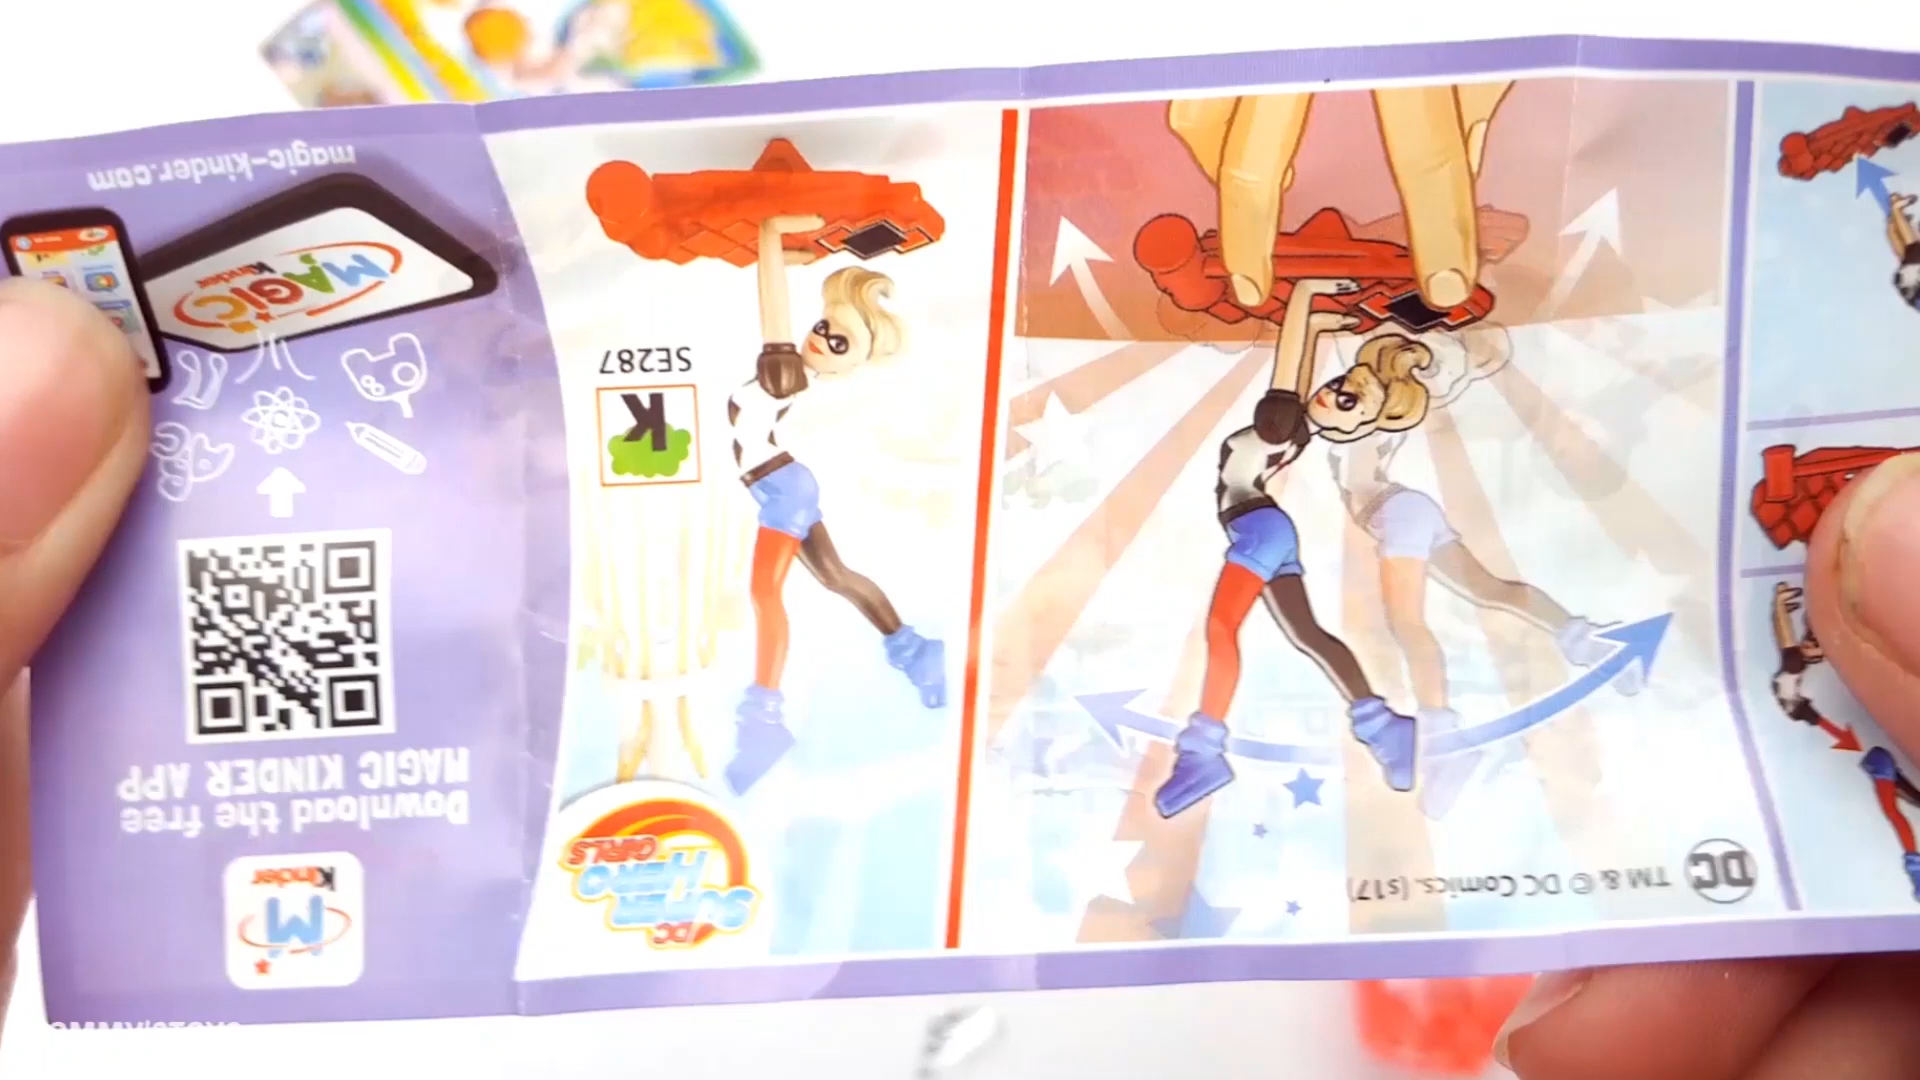 Kinder
Download the free
MAGIC KINDER APP
MAGIC
Kinder
magic-kinder.com
DC
SUPER
HERO
GIRLS
K
SE287
DC
TM & © DC Comics. (s17)